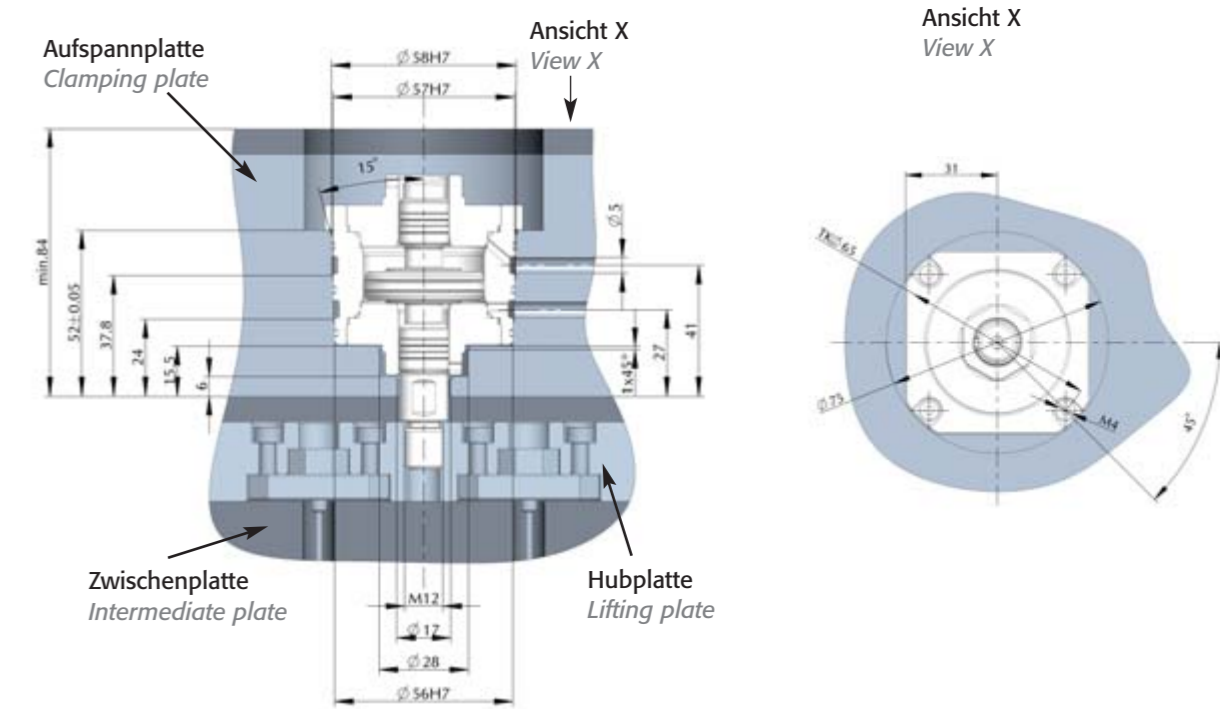 Aufspannplatte
Clamping plate
Ansicht X
View X
Ansicht X
View X
Ø 58H7
Ø 57H7
15°
Ø 5
min.84
52±0.05
37.8
24
15.5
6
1x45°
27
41
31
TKØ65
Ø 75
M4
45°
Zwischenplatte
Intermediate plate
Hubplatte
Lifting plate
M12
Ø 17
Ø 28
Ø 56H7